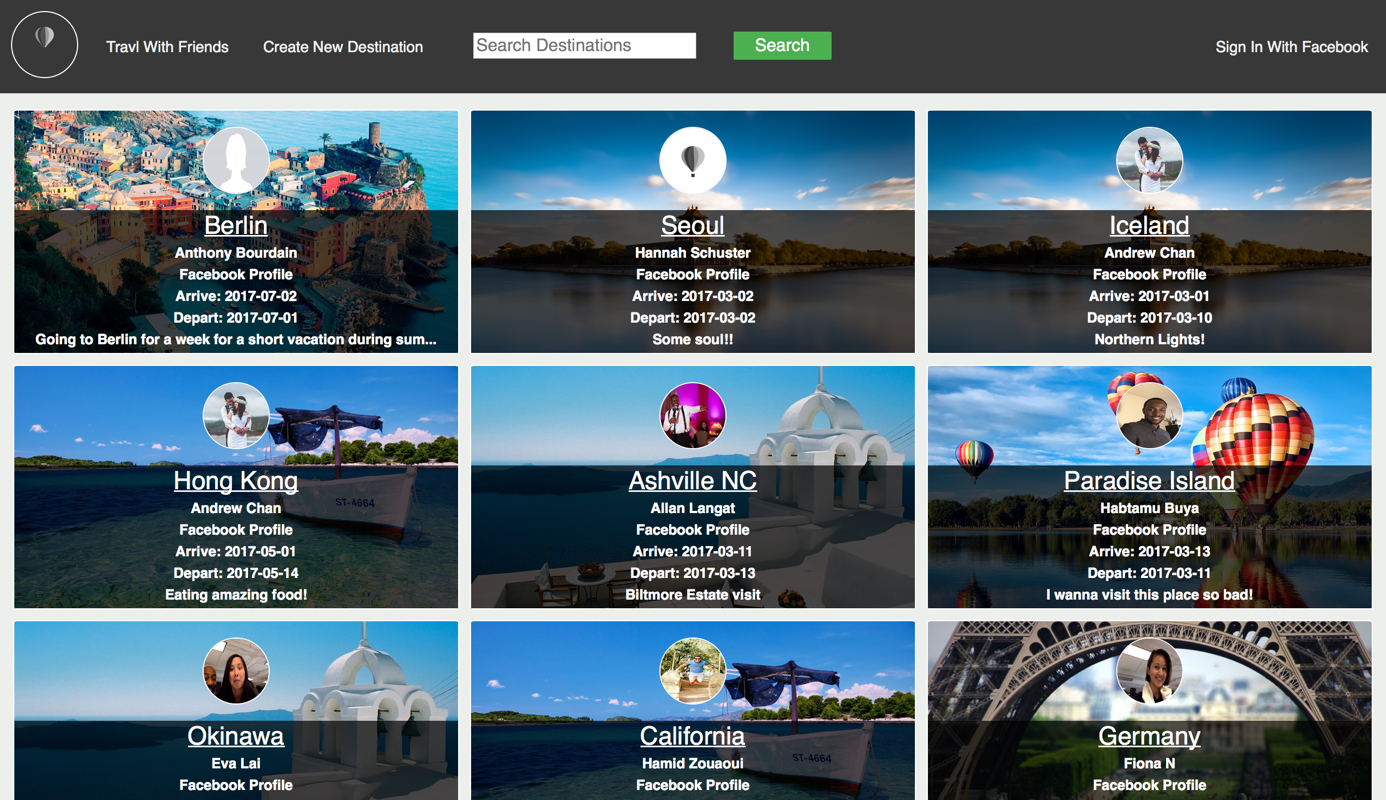 Travl With Friends
Create New Destination
Search Destinations
Search
Sign In With Facebook
Berlin
Anthony Bourdain
Facebook Profile
Arrive: 2017-07-02
Depart: 2017-07-01
Going to Berlin for a week for a short vacation during sum...
Seoul
Hannah Schuster
Facebook Profile
Arrive: 2017-03-02
Depart: 2017-03-02
Some soul!!
Iceland
Andrew Chan
Facebook Profile
Arrive: 2017-03-01
Depart: 2017-03-10
Northern Lights!
Hong Kong
ST-4664
Andrew Chan
Facebook Profile
Arrive: 2017-05-01
Depart: 2017-05-14
Eating amazing food!
Ashville NC
Allan Langat
Facebook Profile
Arrive: 2017-03-11
Depart: 2017-03-13
Biltmore Estate visit
Paradise Island
Habtamu Buya
Facebook Profile
Arrive: 2017-03-13
Depart: 2017-03-11
I wanna visit this place so bad!
Okinawa
Eva Lai
Facebook Profile
California
ST-4664
Hamid Zouaoui
Facebook Profile
Germany
Fiona N
Facebook Profile